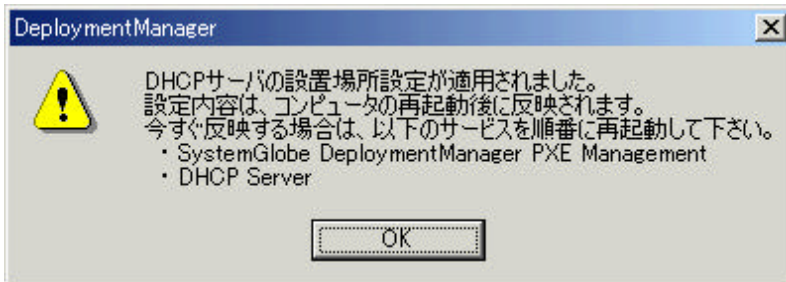 DeploymentManager
DHCPサーバの設置場所設定が適用されました。
設定内容は、コンピュータの再起動後に反映されます。
今すぐ反映する場合は、以下のサービスを順番に再起動して下さい。
・SystemGlobe DeploymentManager PXE Management
・DHCP Server
OK